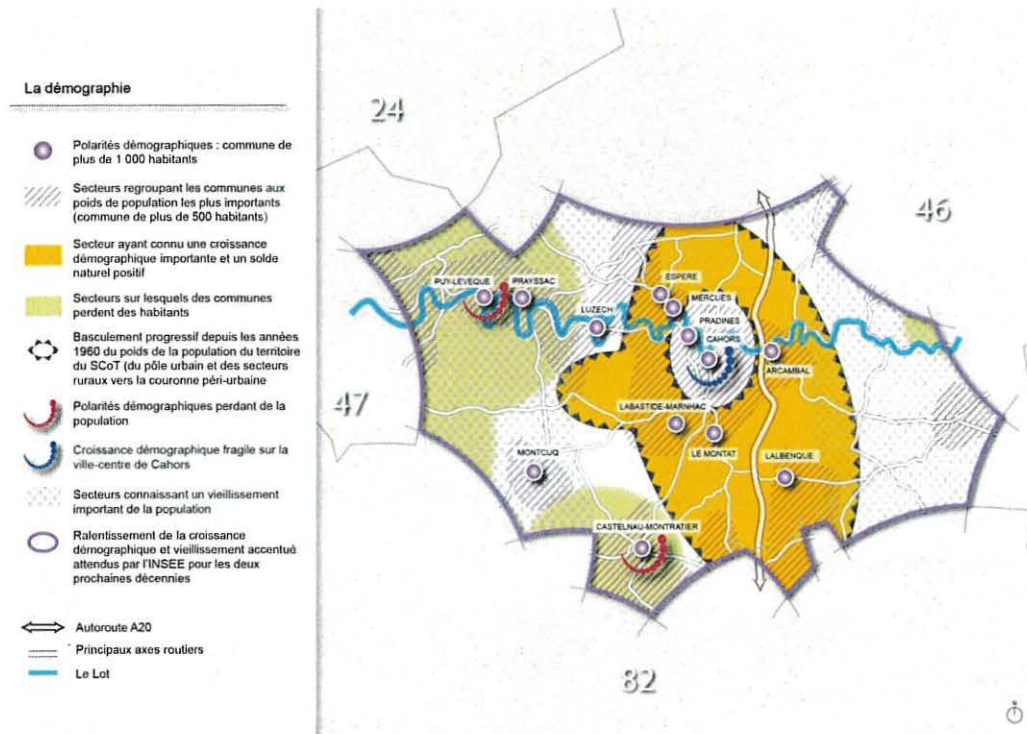 La démographie
Polarités démographiques : commune de
plus de 1 000 habitants
Secteurs regroupant les communes aux
poids de population les plus importants
(commune de plus de 500 habitants)
Secteur ayant connu une croissance
démographique importante et un solde
naturel positif
Secteurs sur lesquels des communes
perdent des habitants
Basculement progressif depuis les années
1960 du poids de la population du territoire
du SCoT (du pôle urbain et des secteurs
ruraux vers la couronne péri-urbaine
Polarités démographiques perdant de la
population
Croissance démographique fragile sur la
ville-centre de Cahors
Secteurs connaissant un vieillissement
important de la population
Ralentissement de la croissance
démographique et vieillissement accentué
attendus par l'INSEE pour les deux
prochaines décennies
Autoroute A20
Principaux axes routiers
Le Lot
24
46
PUY-LEVEQUE
PRAYSSAC
ESPERE
MERCUES
LUZECH
PRADINES
CAHORS
ARCAMBAL
47
LABASTIDE-MARNHAC
LE MONTAT
MONTCUQ
LALBENQUE
CASTELNAU-MONTRATIER
82